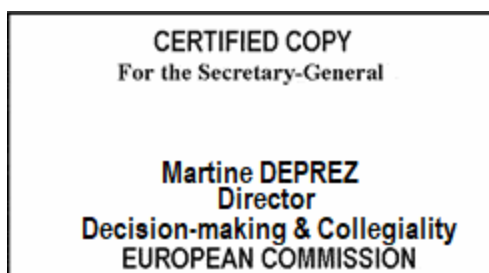 CERTIFIED COPY
For the Secretary-General
Martine DEPREZ
Director
Decision-making & Collegiality
EUROPEAN COMMISSION